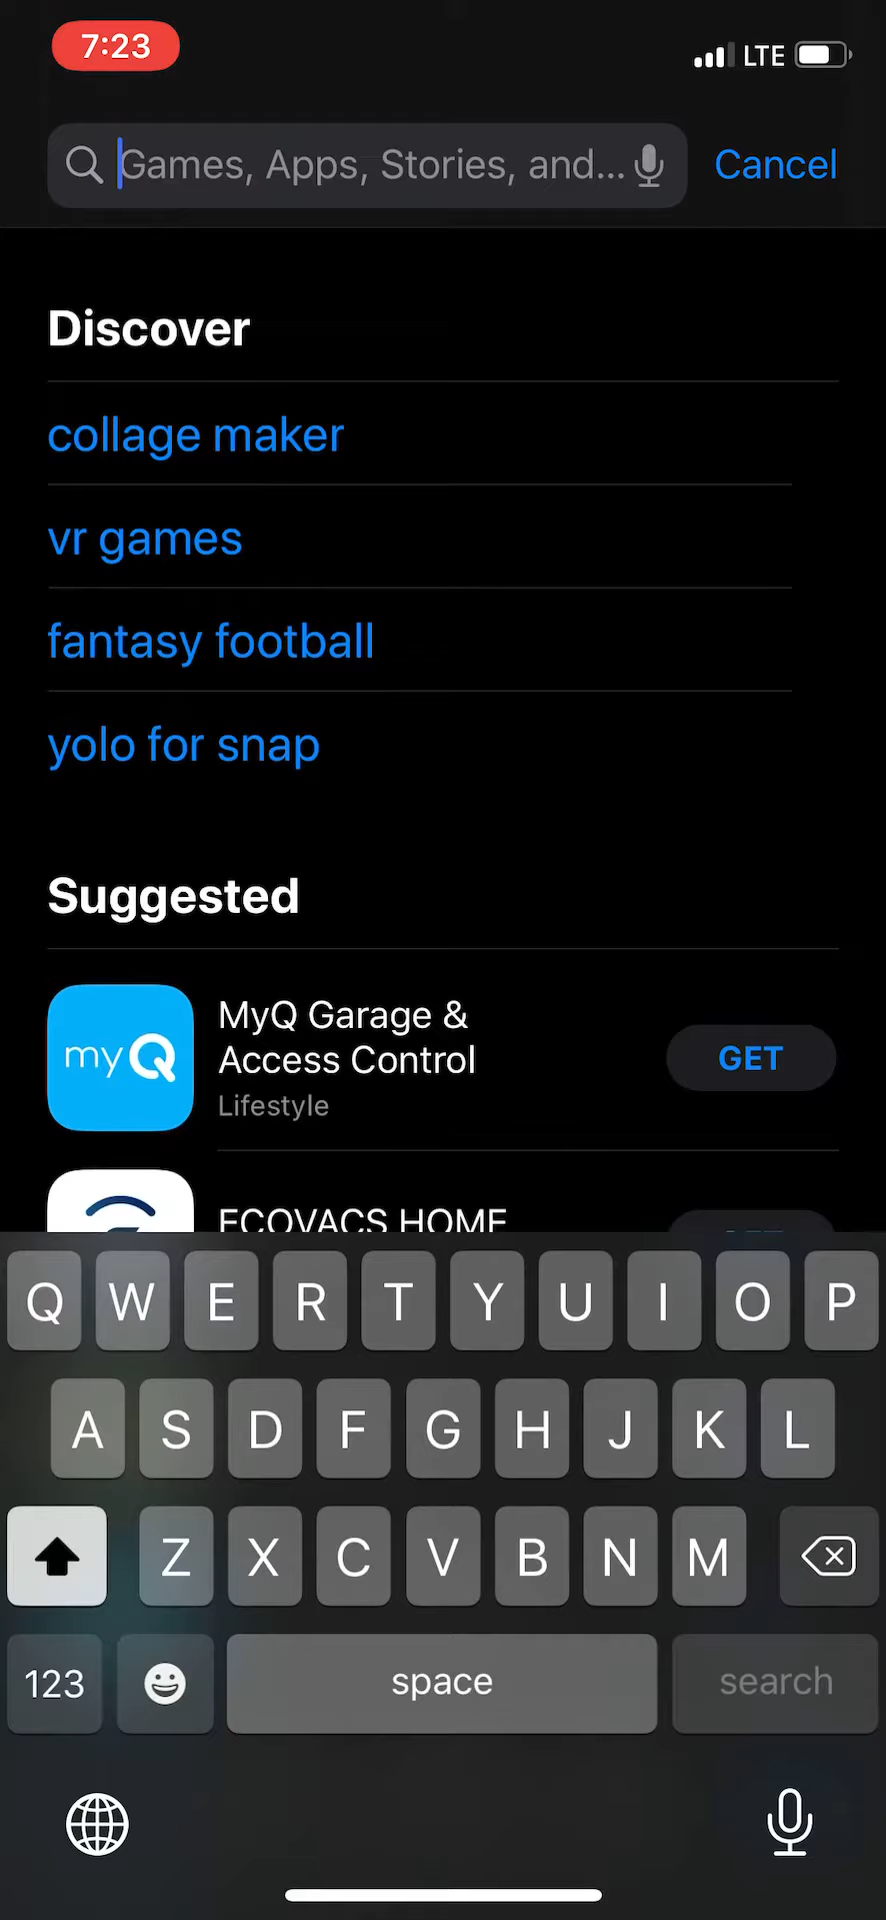 7:23
LTE
Games, Apps, Stories, and...
Cancel
Discover
collage maker
vr games
fantasy football
yolo for snap
Suggested
myQ
MyQ Garage &
Access Control
Lifestyle
GET
ECOVACS HOME
GET
Q W E R T Y U I O P
A S D F G H J K L
Z X C V B N M
123
space
search